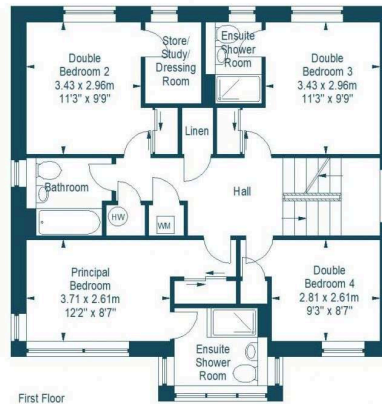 Double
Bedroom 2
3.43 x 2.96m
11'3" x 9'9"
Store/
Study/
Dressing
Room
Ensuite
Shower
Room
Double
Bedroom 3
3.43 x 2.96m
11'3" x 9'9"
Linen
Bathroom
HW
WM
Hall
Principal
Bedroom
3.71 x 2.61m
12'2" x 8'7"
Double
Bedroom 4
2.81 x 2.61m
9'3" x 8'7"
Ensuite
Shower
Room
First Floor